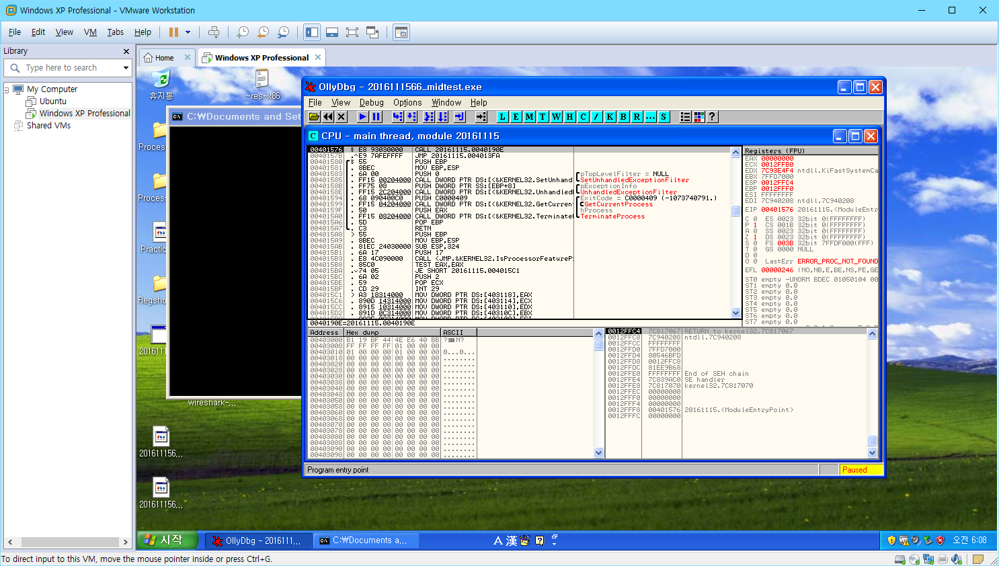 Windows XP Professional - VMware Workstation
File Edit View VM Tabs Help
Library
Type here to search
My Computer
Ubuntu
Windows XP Professional
Shared VMs
Home
Windows XP Professional
휴지통
~res-x86
Process
Process
Practic
Regsho
201611
wireshark-...
201611156...
201611156...
C:₩Documents and Set
OllyDbg - 2016111566_midtest.exe
File View Debug Options Window Help
L E M T W H C / K B R ... S
CPU - main thread, module 20161115
00401576 $ E8 93030000 CALL 20161115.0040190E
0040157B .^E9 7AFEFFFF JMP 20161115.004013FA
00401580 $ 55 PUSH EBP
00401581 . 8BEC MOV EBP,ESP
00401583 . 6A 00 PUSH 0 pTopLevelFilter = NULL
00401585 . FF15 00204000 CALL DWORD PTR DS:[<&KERNEL32.SetUnhand SetUnhandledExceptionFilter
0040158B . FF75 08 PUSH DWORD PTR SS:[EBP+8] pExceptionInfo
0040158E . FF15 2C204000 CALL DWORD PTR DS:[<&KERNEL32.Unhandled UnhandledExceptionFilter
00401594 . 68 090400C0 PUSH C0000409 ExitCode = C0000409 (-1073740791.)
00401599 . FF15 04204000 CALL DWORD PTR DS:[<&KERNEL32.GetCurren GetCurrentProcess
0040159F . 50 PUSH EAX hProcess
004015A0 . FF15 08204000 CALL DWORD PTR DS:[<&KERNEL32.Terminate TerminateProcess
004015A6 . 5D POP EBP
004015A7 . C3 RETN
004015A8 > 55 PUSH EBP
004015A9 . 8BEC MOV EBP,ESP
004015AB . 81EC 24030000 SUB ESP,324
004015B1 . 6A 17 PUSH 17
004015B3 . E8 4C090000 CALL <JMP.&KERNEL32.IsProcessorFeatureP
004015B8 . 85C0 TEST EAX,EAX
004015BA .v74 05 JE SHORT 20161115.004015C1
004015BC . 6A 02 PUSH 2
004015BE . 59 POP ECX
004015BF . CD 29 INT 29
004015C1 > A3 18314000 MOV DWORD PTR DS:[403118],EAX
004015C6 . 890D 14314000 MOV DWORD PTR DS:[403114],ECX
004015CC . 8915 10314000 MOV DWORD PTR DS:[403110],EDX
004015D2 . 891D 0C314000 MOV DWORD PTR DS:[40310C],EBX
0040190E=20161115.0040190E
Registers (FPU)
EAX 00000000
ECX 0012FFB0
EDX 7C93E4F4 ntdll.KiFastSystemCa
EBX 7FFD7000
ESP 0012FFC4
EBP 0012FFF0
ESI FFFFFFFF
EDI 7C940208 ntdll.7C940208
EIP 00401576 20161115.<ModuleEntr
C 0 ES 0023 32bit 0(FFFFFFFF)
P 1 CS 001B 32bit 0(FFFFFFFF)
A 0 SS 0023 32bit 0(FFFFFFFF)
Z 1 DS 0023 32bit 0(FFFFFFFF)
S 0 FS 003B 32bit 7FFDF000(FFF)
T 0 GS 0000 NULL
D 0
O 0 LastErr ERROR_PROC_NOT_FOUND
EFL 00000246 (NO,NB,E,BE,NS,PE,GE
ST0 empty -UNORM BDEC 01050104 00
ST1 empty 0.0
ST2 empty 0.0
ST3 empty 0.0
ST4 empty 0.0
ST5 empty 0.0
ST6 empty 0.0
ST7 empty 0.0
Address Hex dump ASCII
00403000 B1 19 BF 44 4E E6 40 BB
00403008 FF FF FF FF 01 00 00 00
00403010 01 00 00 00 01 00 00 00 0...0...
00403018 00 00 00 00 00 00 00 00 ........
00403020 00 00 00 00 00 00 00 00 ........
00403028 00 00 00 00 00 00 00 00 ........
00403030 00 00 00 00 00 00 00 00 ........
00403038 00 00 00 00 00 00 00 00 ........
00403040 00 00 00 00 00 00 00 00 ........
00403048 00 00 00 00 00 00 00 00 ........
00403050 00 00 00 00 00 00 00 00 ........
00403058 00 00 00 00 00 00 00 00 ........
00403060 00 00 00 00 00 00 00 00 ........
00403068 00 00 00 00 00 00 00 00 ........
00403070 00 00 00 00 00 00 00 00 ........
00403078 00 00 00 00 00 00 00 00 ........
00403080 00 00 00 00 00 00 00 00 ........
00403088 00 00 00 00 00 00 00 00 ........
00403090 00 00 00 00 00 00 00 00 ........
00403098 00 00 00 00 00 00 00 00 ........
0012FFC4 7C817067 RETURN to kernel32.7C817067
0012FFC8 7C940208 ntdll.7C940208
0012FFCC FFFFFFFF
0012FFD0 7FFD7000
0012FFD4 80546BFD
0012FFD8 0012FFC8
0012FFDC 81EE9B68
0012FFE0 FFFFFFFF End of SEH chain
0012FFE4 7C839AC0 SE handler
0012FFE8 7C817070 kernel32.7C817070
0012FFEC 00000000
0012FFF0 00000000
0012FFF4 00000000
0012FFF8 00401576 20161115.<ModuleEntryPoint>
0012FFFC 00000000
Program entry point
Paused
시작
OllyDbg - 2016111...
C:₩Documents a...
A 漢
오전 6:08
To direct input to this VM, move the mouse pointer inside or press Ctrl+G.